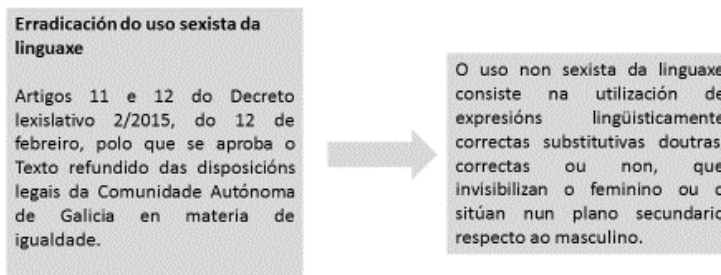 Erradicación do uso sexista da
linguaxe
Artigos 11 e 12 do Decreto
lexislativo 2/2015, do 12 de
febreiro, polo que se aproba o
Texto refundido das disposicións
legais da Comunidade Autónoma
de Galicia en materia de
igualdade.
O uso non sexista da linguaxe
consiste na utilización de
expresións lingüisticamente
correctas substitutivas doutras,
correctas ou non, que
invisibilizan o feminino ou o
sitúan nun plano secundario
respecto ao masculino.